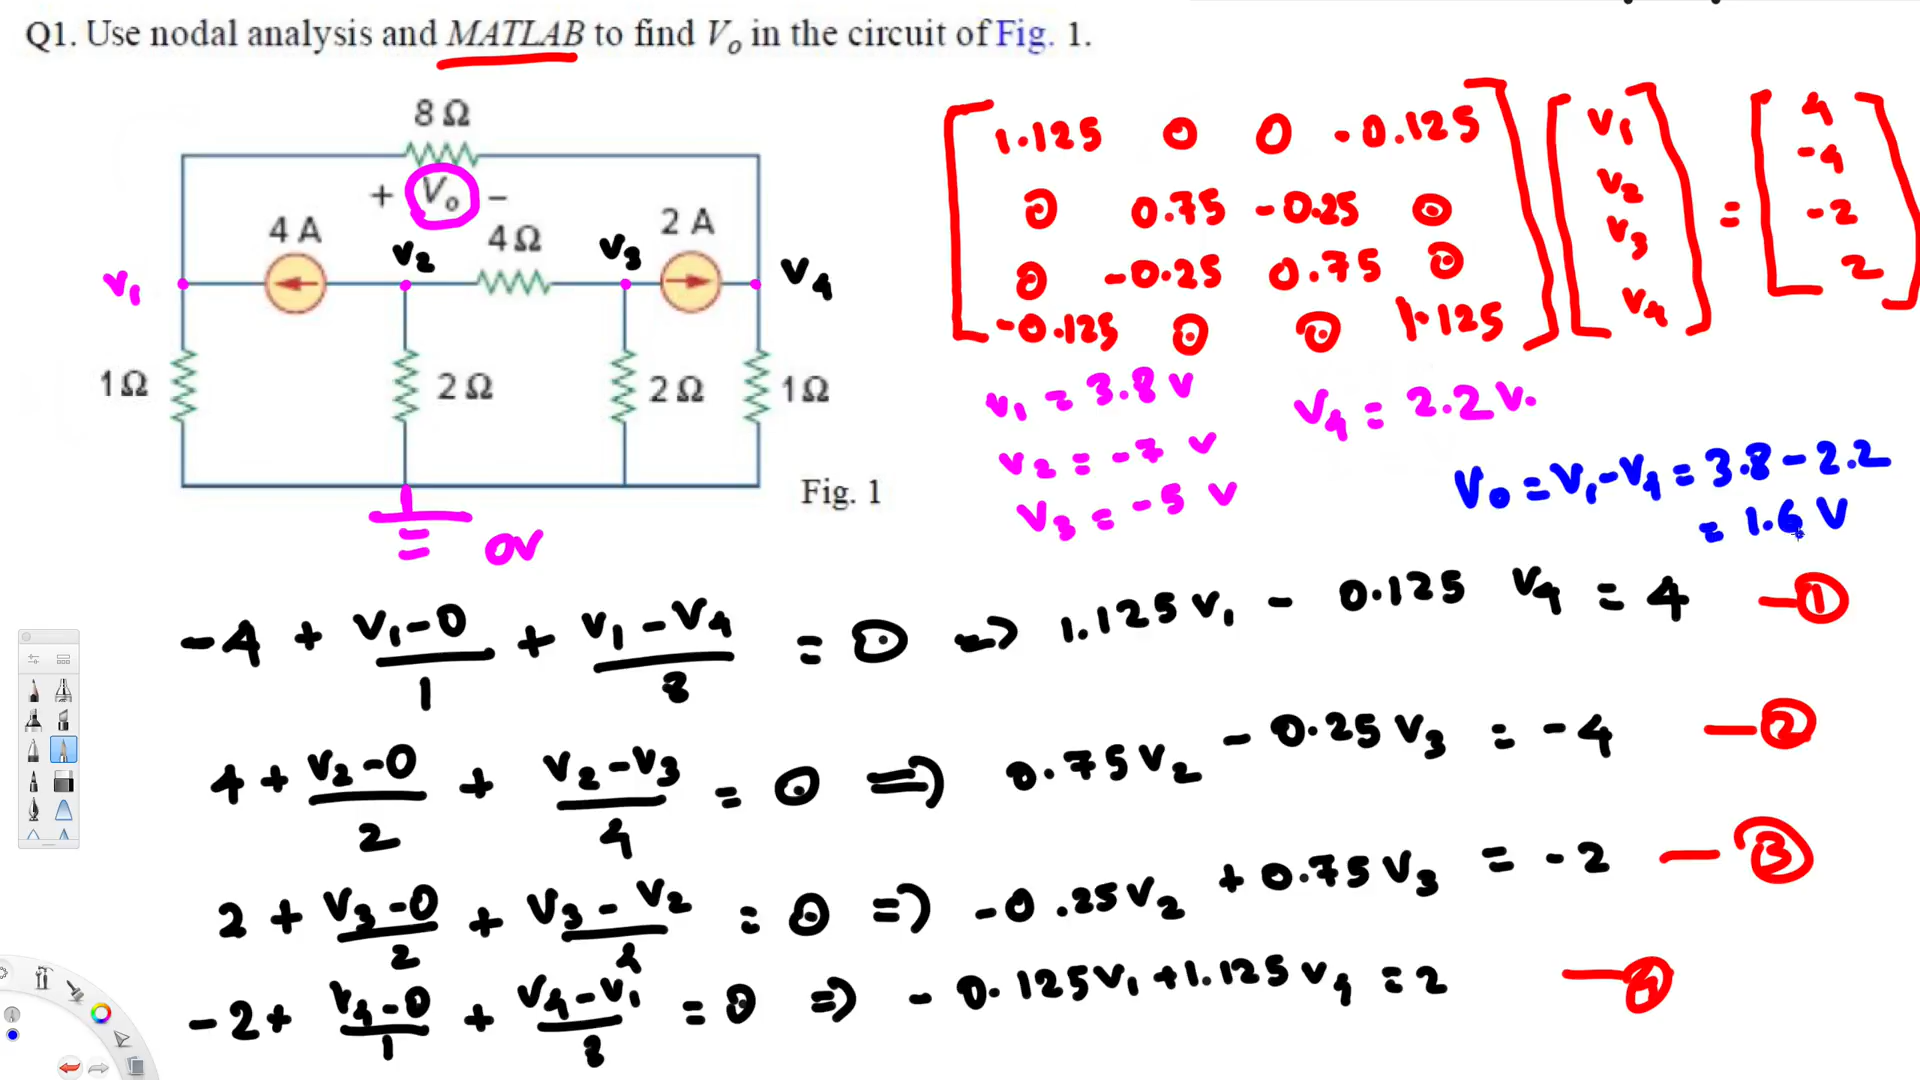 Q1. Use nodal analysis and MATLAB to find Vo in the circuit of Fig. 1.
8 Ω
+ Vo −
4 A
V2
4 Ω
V3
2 A
V1
V4
1 Ω
2 Ω
2 Ω
1 Ω
Fig. 1
0V
1.125 0 0 -0.125
0 0.75 -0.25 0
0 -0.25 0.75 0
-0.125 0 0 1.125
V1
V2
V3
V4
=
4
-4
-2
2
V1 = 3.8 V
V2 = -7 V
V3 = -5 V
V4 = 2.2 V.
Vo = V1 - V4 = 3.8 - 2.2
= 1.6 V
-4 + (V1-0)/1 + (V1-V4)/8 = 0 => 1.125 V1 - 0.125 V4 = 4 —①
4 + (V2-0)/2 + (V2-V3)/4 = 0 => 0.75 V2 - 0.25 V3 = -4 —②
2 + (V3-0)/2 + (V3-V2)/4 = 0 => -0.25 V2 + 0.75 V3 = -2 —③
-2 + (V4-0)/1 + (V4-V1)/8 = 0 => -0.125 V1 + 1.125 V4 = 2 —④